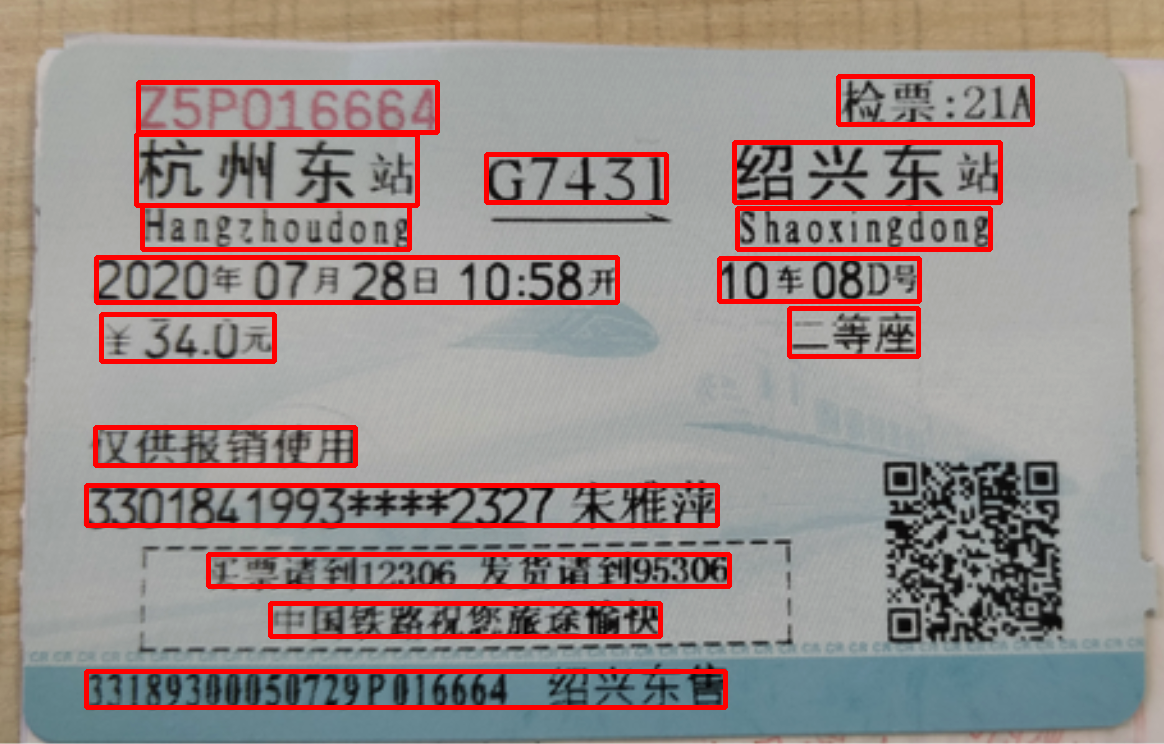 Z5P016664 检票:21A
杭州东站 G7431 绍兴东站
Hangzhoudong Shaoxingdong
2020年07月28日 10:58开 10车08D号
¥34.0元 二等座
仅供报销使用
3301841993****2327 朱雅萍
买票请到12306 发货请到95306
中国铁路祝您旅途愉快
33189300050729P016664 绍兴东售